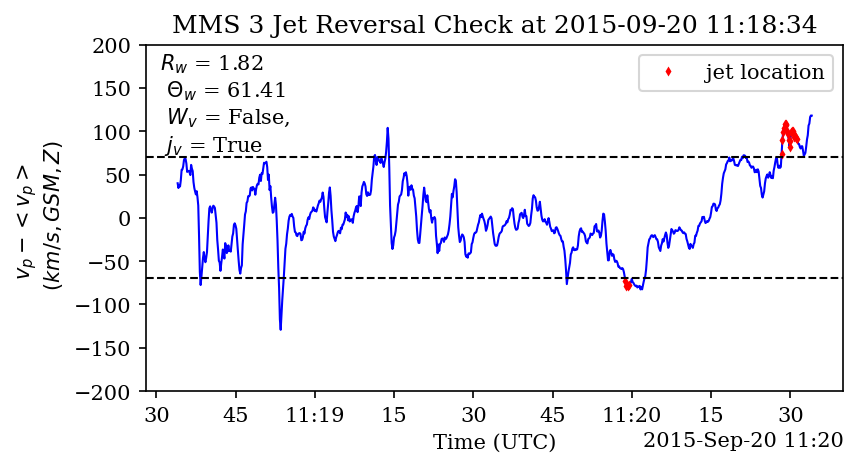 MMS 3 Jet Reversal Check at 2015-09-20 11:18:34
R_w = 1.82
Θ_w = 61.41
W_v = False,
j_v = True
jet location
v_p − < v_p >
(km/s, GSM, Z)
200
150
100
50
0
−50
−100
−150
−200
30 45 11:19 15 30 45 11:20 15 30
Time (UTC)
2015-Sep-20 11:20